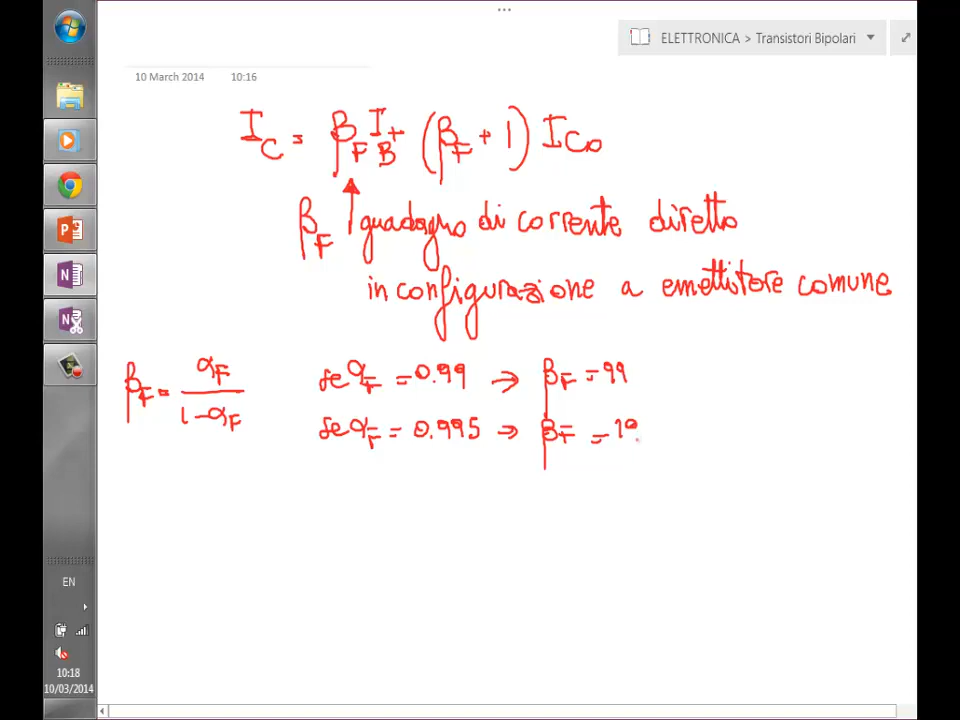 ELETTRONICA > Transistori Bipolari
10 March 2014 10:16
I_C = β_F I_B + (β_F + 1) I_CO
β_F guadagno di corrente diretto
in configurazione a emettitore comune
β_F = α_F / (1 - α_F)
se α_F = 0.99 → β_F = 99
se α_F = 0.995 → β_F = 19
EN
10:18
10/03/2014